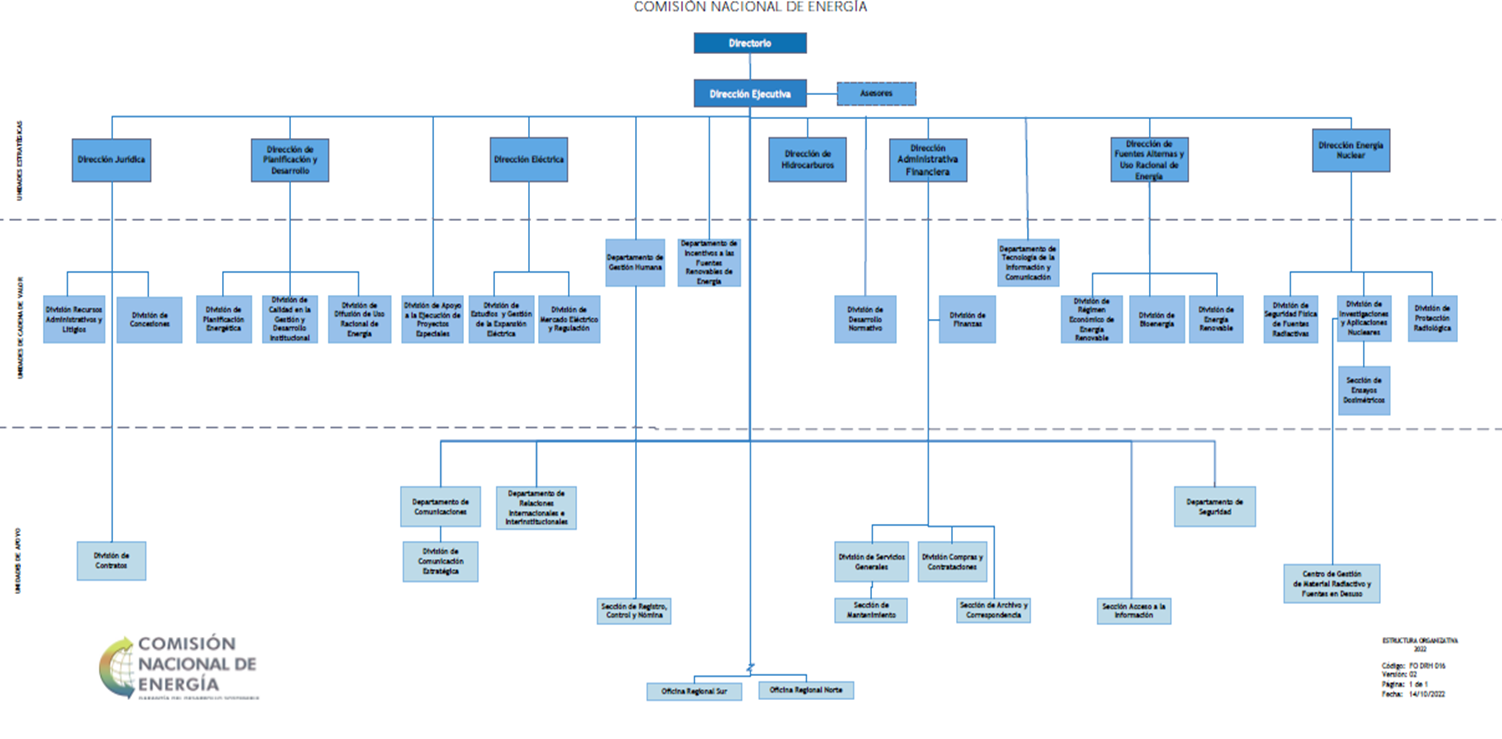 COMISIÓN NACIONAL DE ENERGÍA
Directorio
Dirección Ejecutiva
Asesores
UNIDADES ESTRATÉGICAS
Dirección Jurídica
Dirección de
Planificación y
Desarrollo
Dirección Eléctrica
Dirección de
Hidrocarburos
Dirección
Administrativa
Financiera
Dirección de
Fuentes Alternas y
Uso Racional de
Energía
Dirección Energía
Nuclear
UNIDADES DE CADENA DE VALOR
Departamento de
Gestión Humana
Departamento de
Incentivos a las
Fuentes
Renovables de
Energía
Departamento de
Tecnología de la
Información y
Comunicación
División Recursos
Administrativos y
Litigios
División de
Concesiones
División de
Planificación
Energética
División de
Calidad en la
Gestión y
Desarrollo
Institucional
División de
Difusión de Uso
Racional de
Energía
División de Apoyo
a la Ejecución de
Proyectos
Especiales
División de
Estudios y Gestión
de la Expansión
Eléctrica
División de
Mercado Eléctrico
y Regulación
División de
Desarrollo
Normativo
División de
Finanzas
División de
Régimen
Económico de
Energía
Renovable
División de
Bioenergía
División de
Energía
Renovable
División de
Seguridad Física
de Fuentes
Radiactivas
División de
Investigaciones
y Aplicaciones
Nucleares
División de
Protección
Radiológica
Sección de
Ensayos
Dosimétricos
UNIDADES DE APOYO
Departamento de
Comunicaciones
Departamento de
Relaciones
Internacionales e
Interinstitucionales
Departamento de
Seguridad
División de
Contratos
División de
Comunicación
Estratégica
División de Servicios
Generales
División Compras y
Contrataciones
Centro de Gestión
de Material Radiactivo y
Fuentes en Desuso
Sección de Registro,
Control y Nómina
Sección de
Mantenimiento
Sección de Archivo y
Correspondencia
Sección Acceso a la
Información
Oficina Regional Sur
Oficina Regional Norte
COMISIÓN
NACIONAL DE
ENERGÍA
ESTRUCTURA ORGANIZATIVA
2022
Código: FO DRH 016
Versión: 02
Página: 1 de 1
Fecha: 14/10/2022